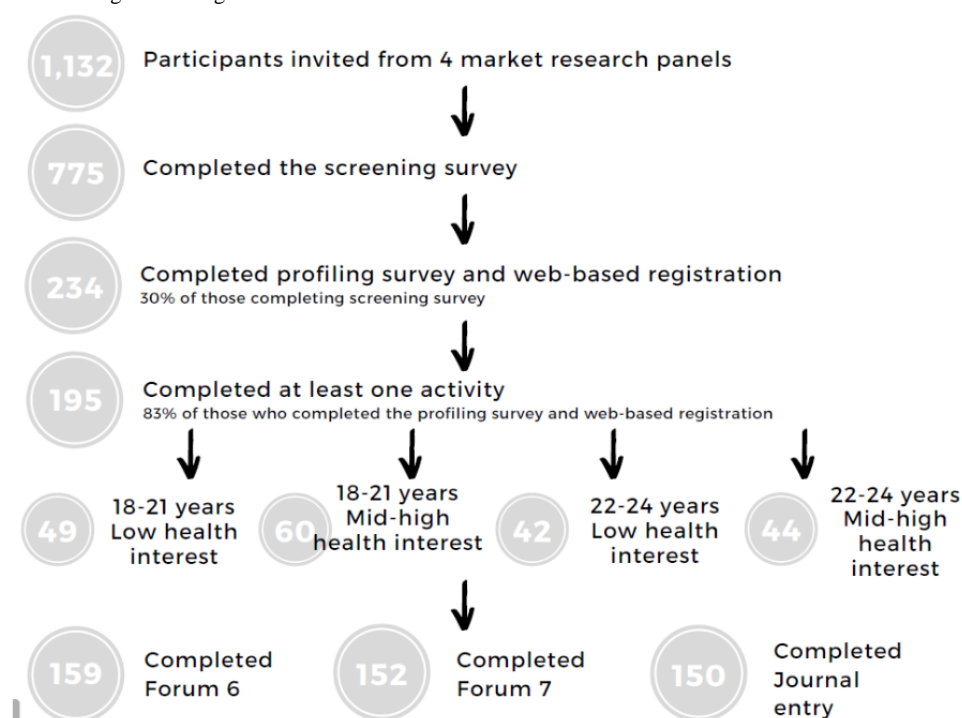 1,132
Participants invited from 4 market research panels
775
Completed the screening survey
234
Completed profiling survey and web-based registration
30% of those completing screening survey
195
Completed at least one activity
83% of those who completed the profiling survey and web-based registration
49
18-21 years
Low health
interest
60
18-21 years
Mid-high
health interest
42
22-24 years
Low health
interest
44
22-24 years
Mid-high
health
interest
159
Completed
Forum 6
152
Completed
Forum 7
150
Completed
Journal
entry